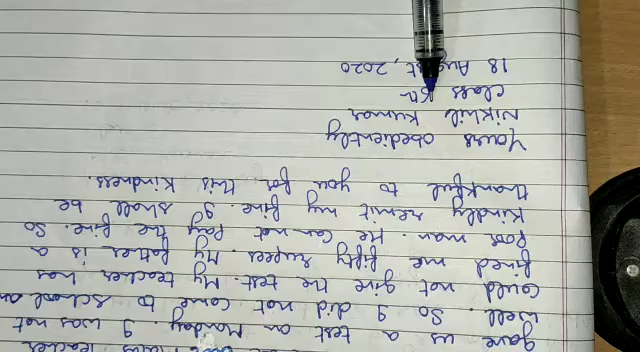 teacher
gave us a test on Monday. I was not
well. So I did not come to school on
could not give the test. My teacher has
fined me fifty rupees. My father is a
Poor man. He can not Pay the fine. So
Kindly remit my fine. I shall be
thankful to you for this kindness.
Yours obediently
Nikhil Kumar
Class
18 August, 2020